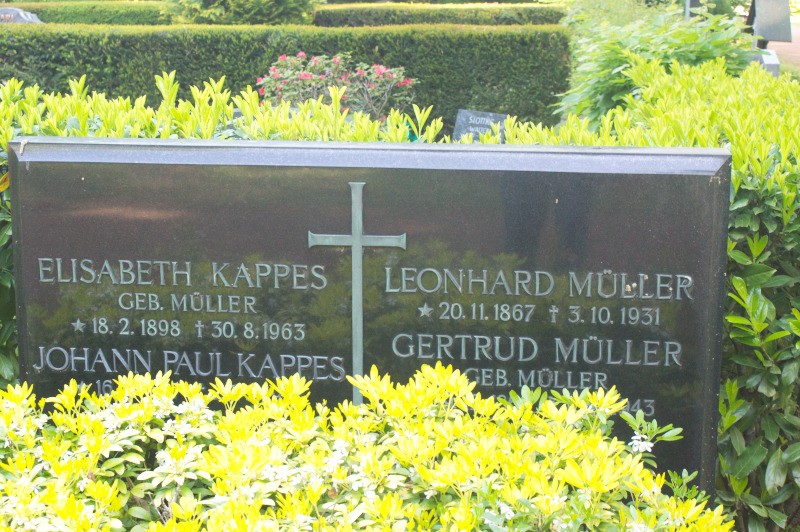 ELISABETH KAPPES
GEB. MÜLLER
★ 18.2.1898 ✝ 30.8.1963
JOHANN PAUL KAPPES
16
LEONHARD MÜLLER
★ 20.11.1867 ✝ 3.10.1931
GERTRUD MÜLLER
GEB. MÜLLER